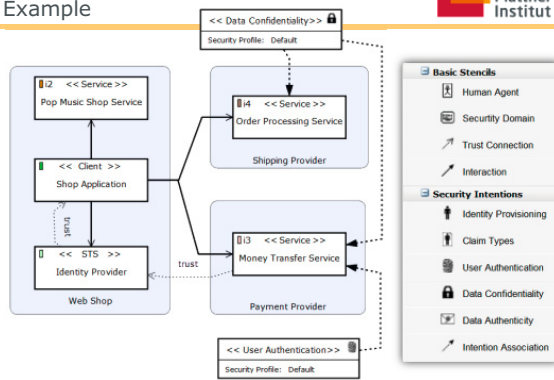 Example
Institut
<< Data Confidentiality>>
Security Profile: Default
i2 <<Service >>
Pop Music Shop Service
<< Client >>
Shop Application
trust
<< STS >>
Identity Provider
Web Shop
i4 <<Service >>
Order Processing Service
Shipping Provider
i3 <<Service >>
Money Transfer Service
trust
Payment Provider
<< User Authentication>>
Security Profile: Default
Basic Stencils
Human Agent
Securtity Domain
Trust Connection
Interaction
Security Intentions
Identity Provisioning
Claim Types
User Authentication
Data Confidentiality
Data Authenticity
Intention Association